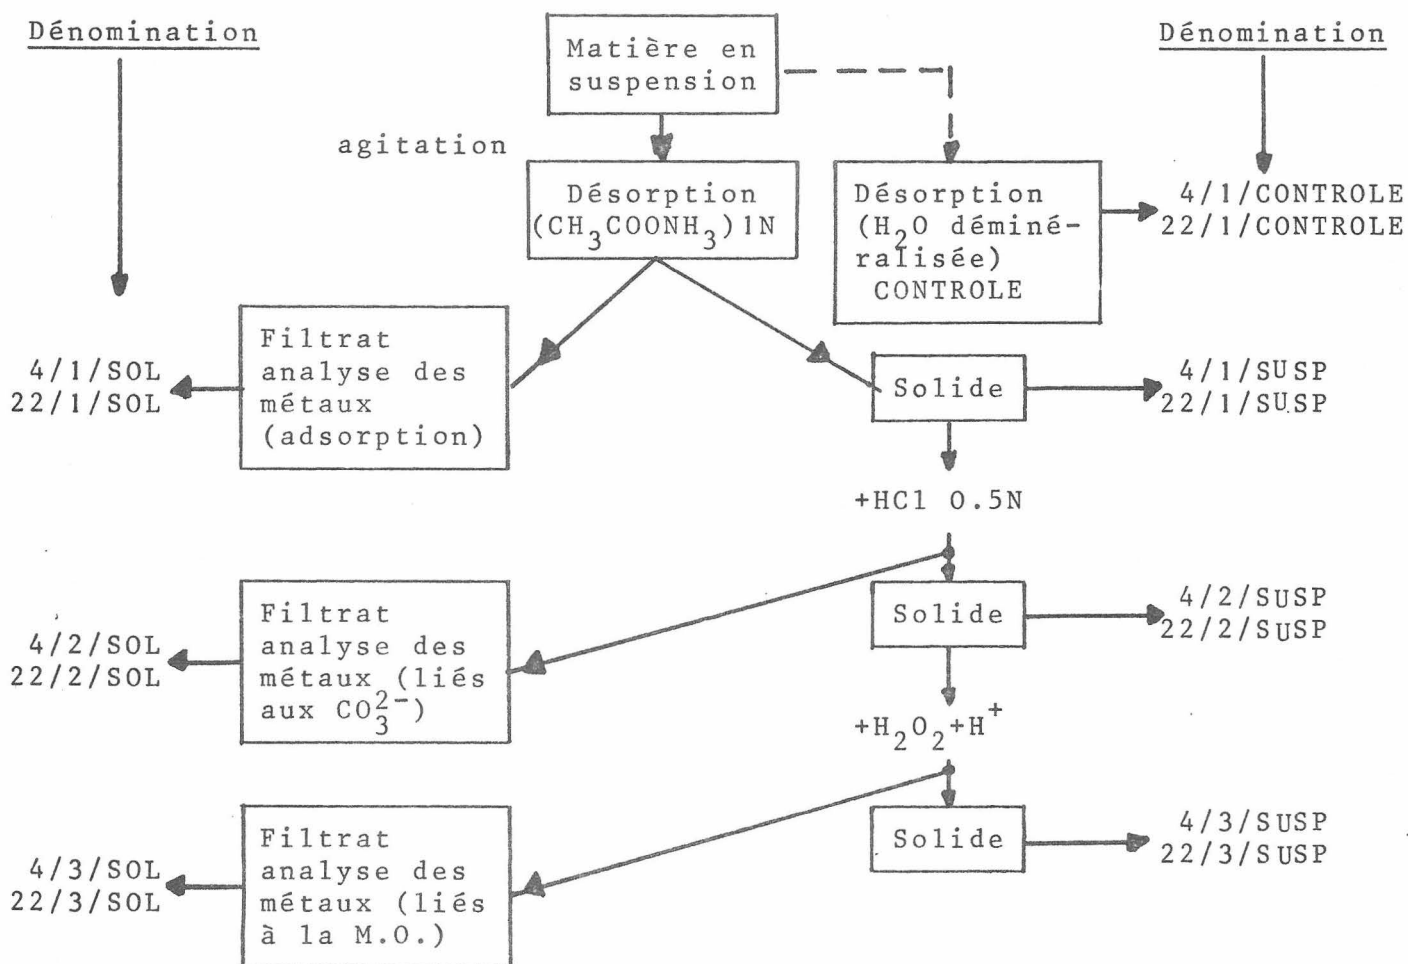 Dénomination
Matière en
suspension
Dénomination
agitation
Désorption
(CH₃COONH₃)1N
Désorption
(H₂O déminé-
ralisée)
CONTROLE
4/1/CONTROLE
22/1/CONTROLE
Filtrat
analyse des
métaux
(adsorption)
4/1/SOL
22/1/SOL
Solide
4/1/SUSP
22/1/SUSP
+HCl 0.5N
Filtrat
analyse des
métaux (liés
aux CO₃²⁻)
4/2/SOL
22/2/SOL
Solide
4/2/SUSP
22/2/SUSP
+H₂O₂+H⁺
Filtrat
analyse des
métaux (liés
à la M.O.)
4/3/SOL
22/3/SOL
Solide
4/3/SUSP
22/3/SUSP